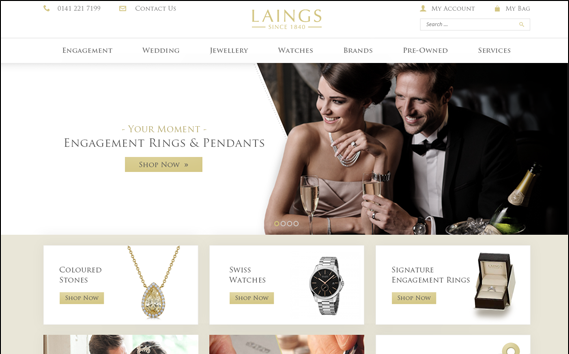 0141 221 7199
Contact Us
LAINGS
SINCE 1840
My Account
My Bag
Search ...
Engagement
Wedding
Jewellery
Watches
Brands
Pre-Owned
Services
- Your Moment -
Engagement Rings & Pendants
Shop Now »
Coloured
Stones
Shop Now
Swiss
Watches
Shop Now
Signature
Engagement Rings
Shop Now